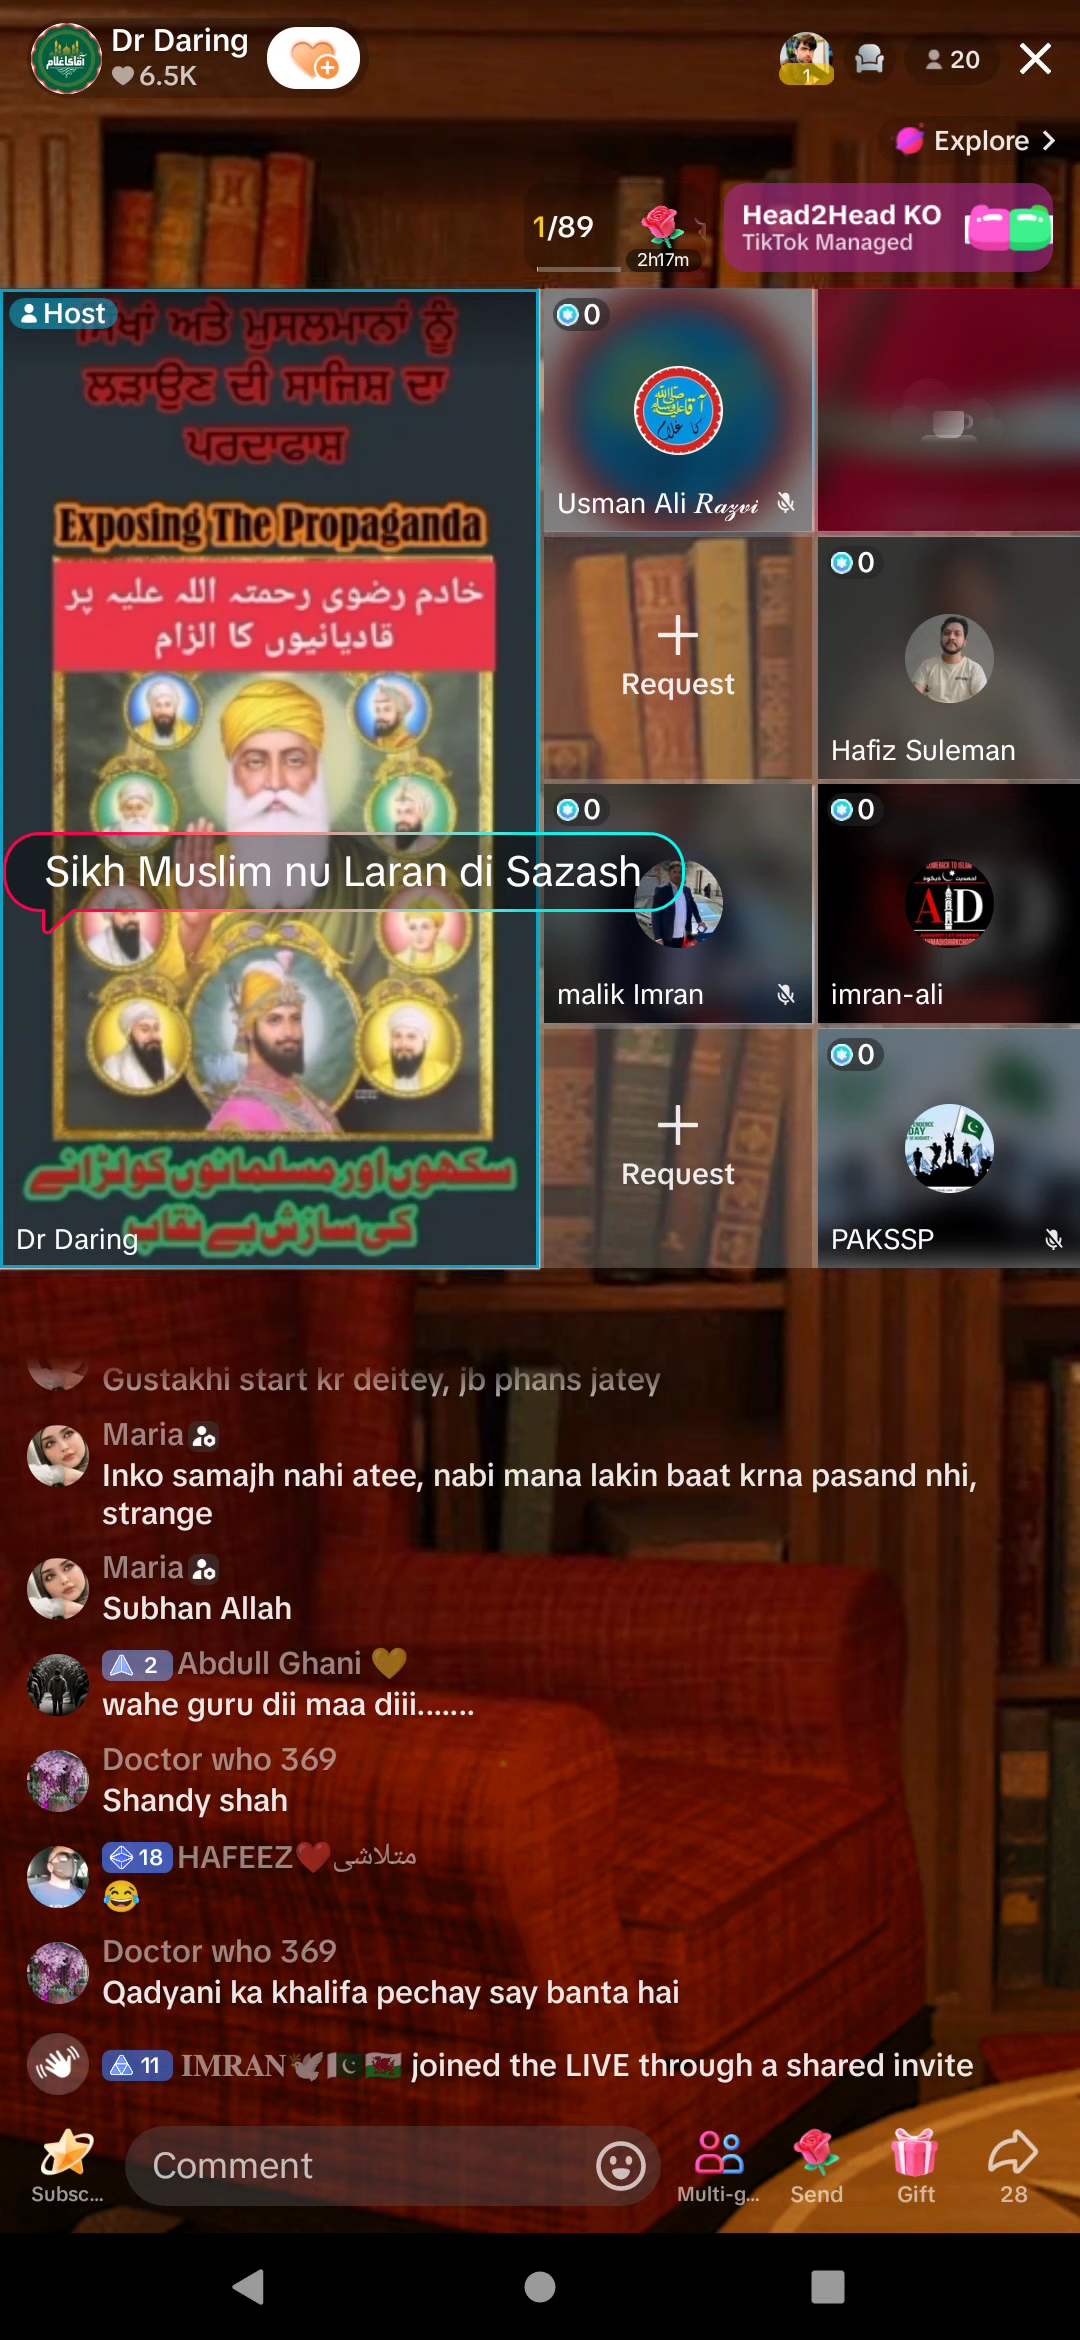 Dr Daring
6.5K
1
20
Explore
1/89
2h17m
Head2Head KO
TikTok Managed
Host
ਸਿੱਖਾਂ ਅਤੇ ਮੁਸਲਮਾਨਾਂ ਨੂੰ
ਲੜਾਉਣ ਦੀ ਸਾਜਿਸ਼ ਦਾ
ਪਰਦਾਫਾਸ਼
Exposing The Propaganda
خادم رضوی رحمتہ اللہ علیہ پر
قادیانیوں کا الزام
Sikh Muslim nu Laran di Sazash
سکھوں اور مسلمانوں کو لڑانے
کی سازش بے نقاب
Dr Daring
0
Usman Ali Razvi
Request
0
Hafiz Suleman
0
malik Imran
0
AD
imran-ali
Request
0
PAKSSP
Gustakhi start kr deitey, jb phans jatey
Maria
Inko samajh nahi atee, nabi mana lakin baat krna pasand nhi,
strange
Maria
Subhan Allah
2 Abdull Ghani 💛
wahe guru dii maa diii.......
Doctor who 369
Shandy shah
18 HAFEEZ❤️متلاشی
😂
Doctor who 369
Qadyani ka khalifa pechay say banta hai
11 IMRAN🕊️🇵🇰🏴󠁧󠁢󠁷󠁬󠁳󠁿 joined the LIVE through a shared invite
Comment
Subsc...
Multi-g...
Send
Gift
28